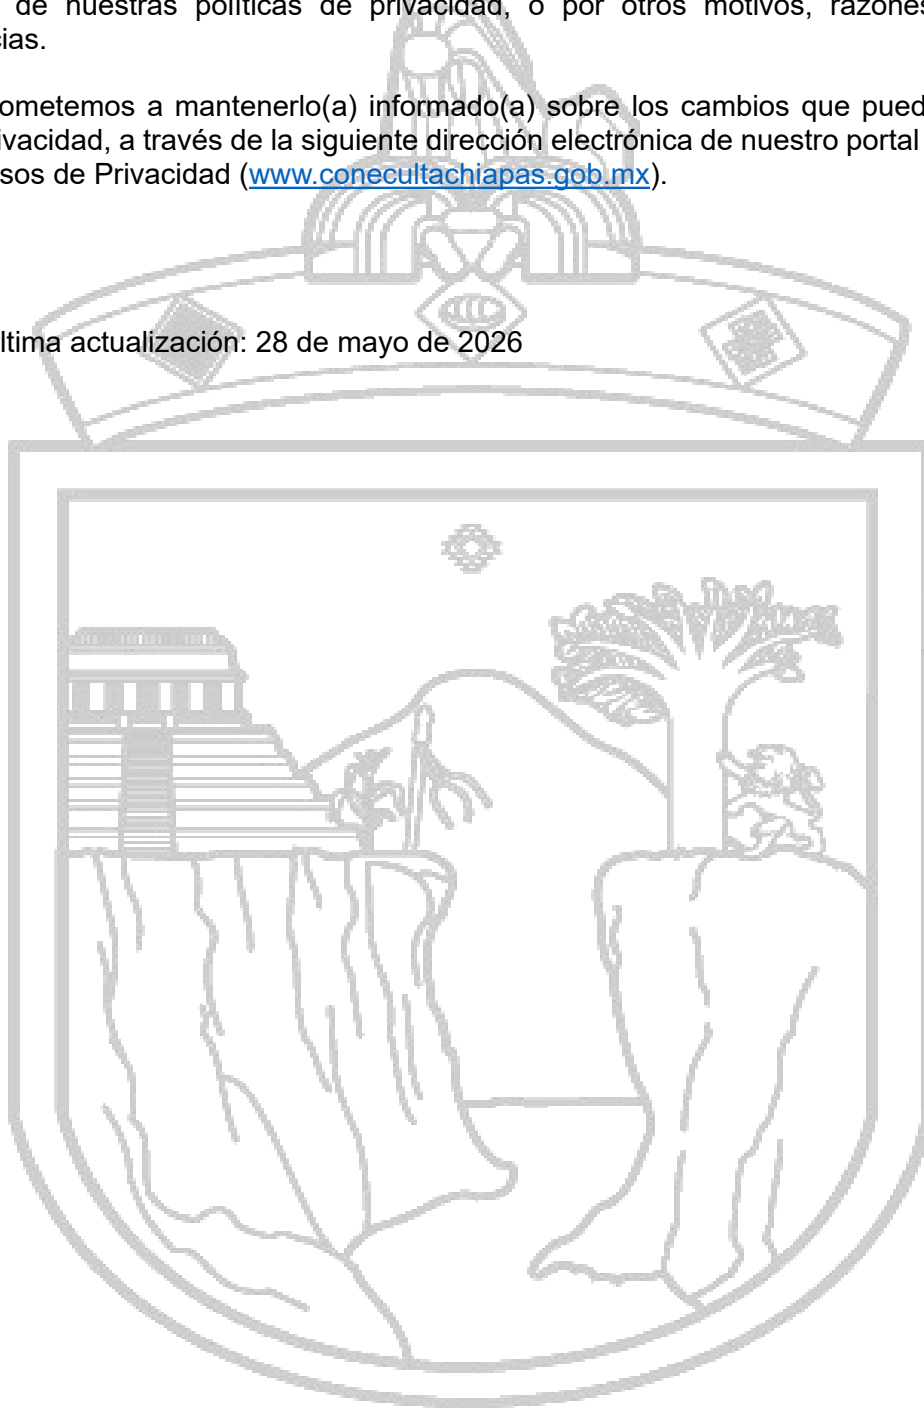 de nuestras políticas de privacidad, o por otros motivos, razones
cias.
ometemos a mantenerlo(a) informado(a) sobre los cambios que pued
ivacidad, a través de la siguiente dirección electrónica de nuestro portal
sos de Privacidad (www.conecultachiapas.gob.mx).
ltima actualización: 28 de mayo de 2026